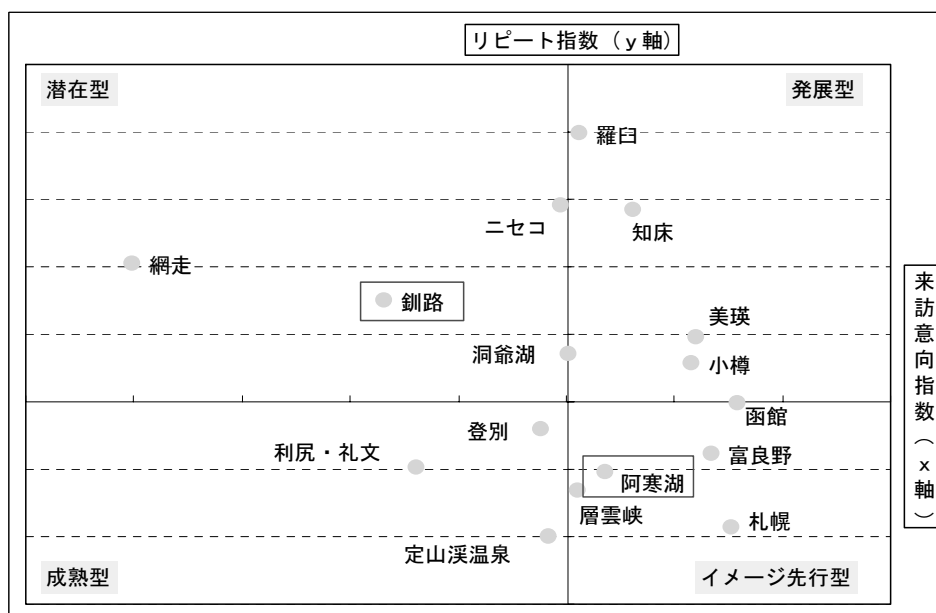 リピート指数（ｙ軸）
潜在型
発展型
羅臼
ニセコ
知床
網走
釧路
来訪意向指数（ｘ軸）
美瑛
洞爺湖
小樽
函館
登別
利尻・礼文
富良野
阿寒湖
層雲峡
札幌
定山渓温泉
成熟型
イメージ先行型